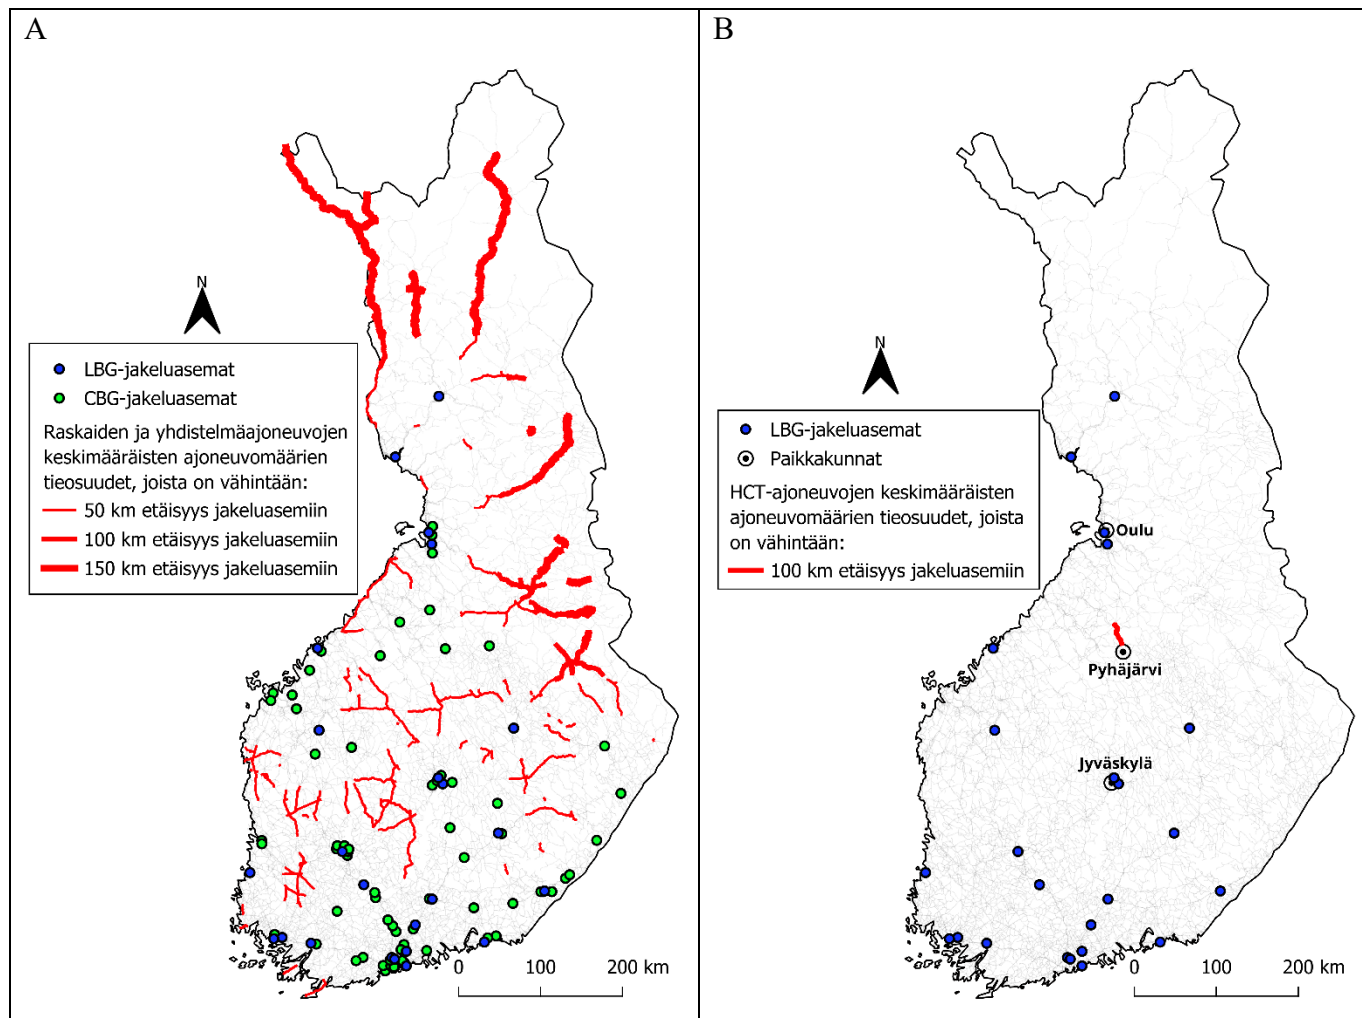 A
N
LBG-jakeluasemat
CBG-jakeluasemat
Raskaiden ja yhdistelmäajoneuvojen
keskimääräisten ajoneuvomäärien
tieosuudet, joista on vähintään:
50 km etäisyys jakeluasemiin
100 km etäisyys jakeluasemiin
150 km etäisyys jakeluasemiin
0 100 200 km
B
N
LBG-jakeluasemat
Paikkakunnat
HCT-ajoneuvojen keskimääräisten
ajoneuvomäärien tieosuudet, joista
on vähintään:
100 km etäisyys jakeluasemiin
Oulu
Pyhäjärvi
Jyväskylä
0 100 200 km